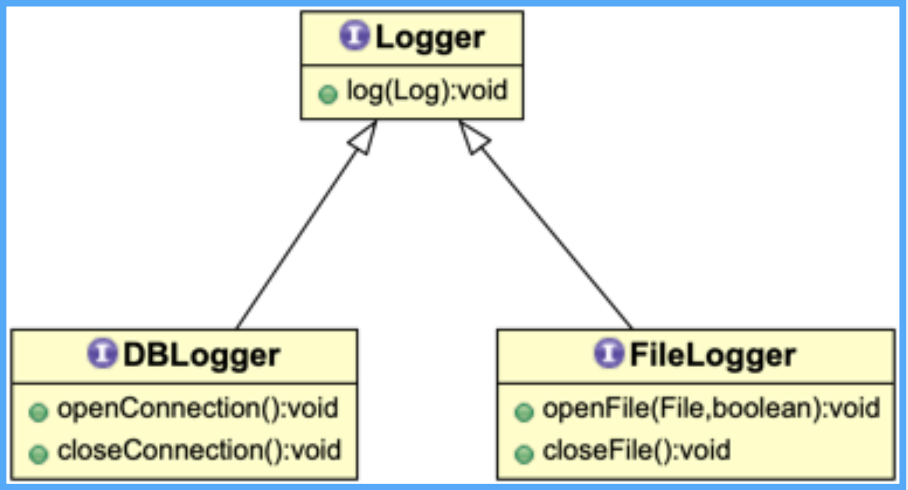 I Logger
log(Log):void
I DBLogger
openConnection():void
closeConnection():void
I FileLogger
openFile(File,boolean):void
closeFile():void